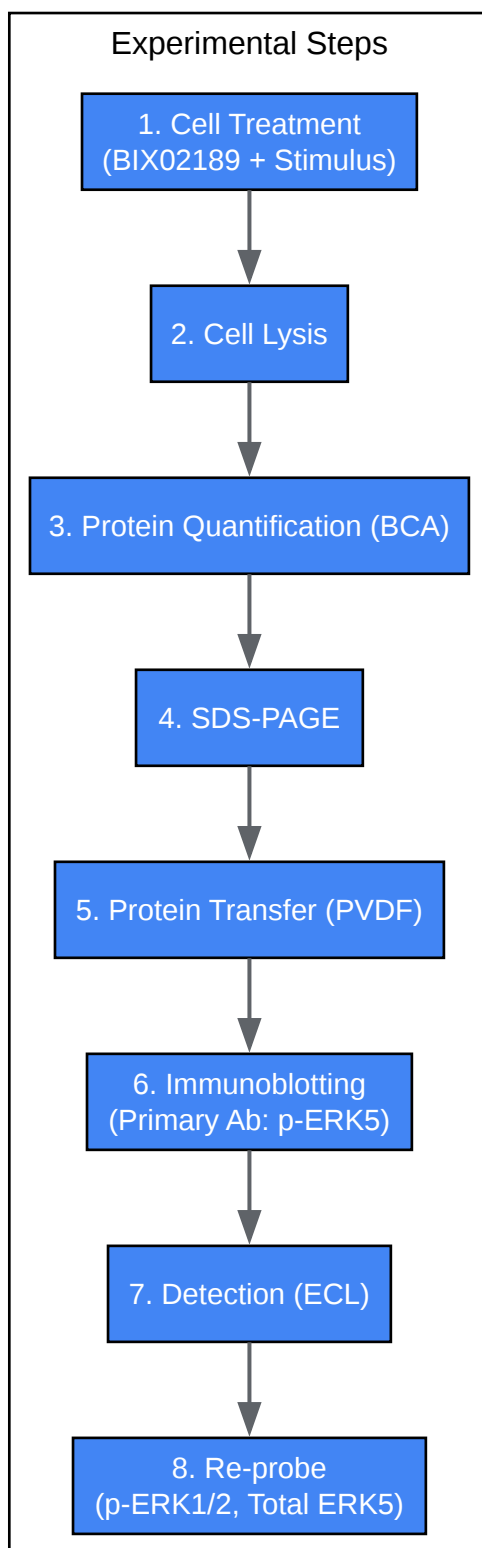 Experimental Steps
1. Cell Treatment
(BIX02189 + Stimulus)
2. Cell Lysis
3. Protein Quantification (BCA)
4. SDS-PAGE
5. Protein Transfer (PVDF)
6. Immunoblotting
(Primary Ab: p-ERK5)
7. Detection (ECL)
8. Re-probe
(p-ERK1/2, Total ERK5)